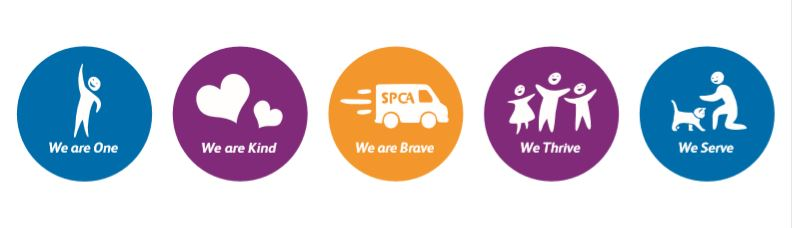 We are One
We are Kind
SPCA
We are Brave
We Thrive
We Serve